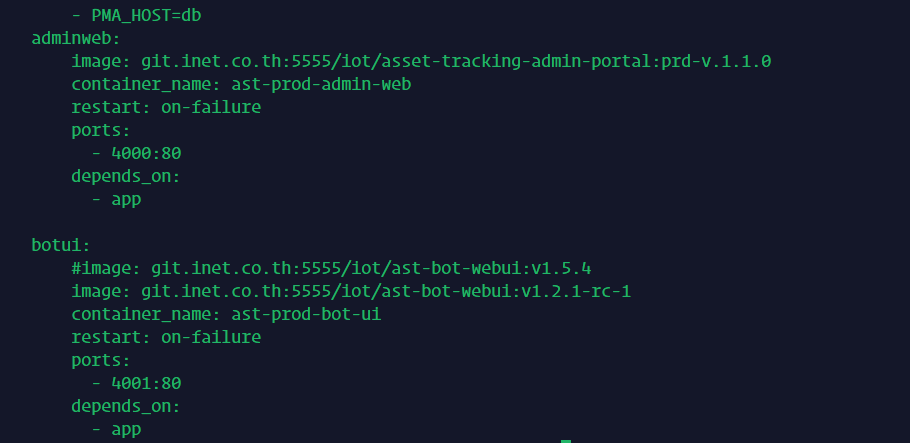 - PMA_HOST=db
adminweb:
image: git.inet.co.th:5555/iot/asset-tracking-admin-portal:prd-v.1.1.0
container_name: ast-prod-admin-web
restart: on-failure
ports:
- 4000:80
depends_on:
- app
botui:
#image: git.inet.co.th:5555/iot/ast-bot-webui:v1.5.4
image: git.inet.co.th:5555/iot/ast-bot-webui:v1.2.1-rc-1
container_name: ast-prod-bot-ui
restart: on-failure
ports:
- 4001:80
depends_on:
- app